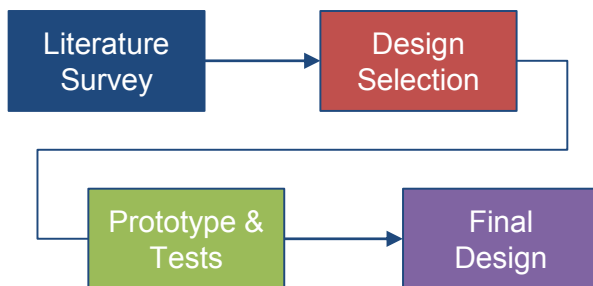 Literature
Survey
Design
Selection
Prototype &
Tests
Final
Design